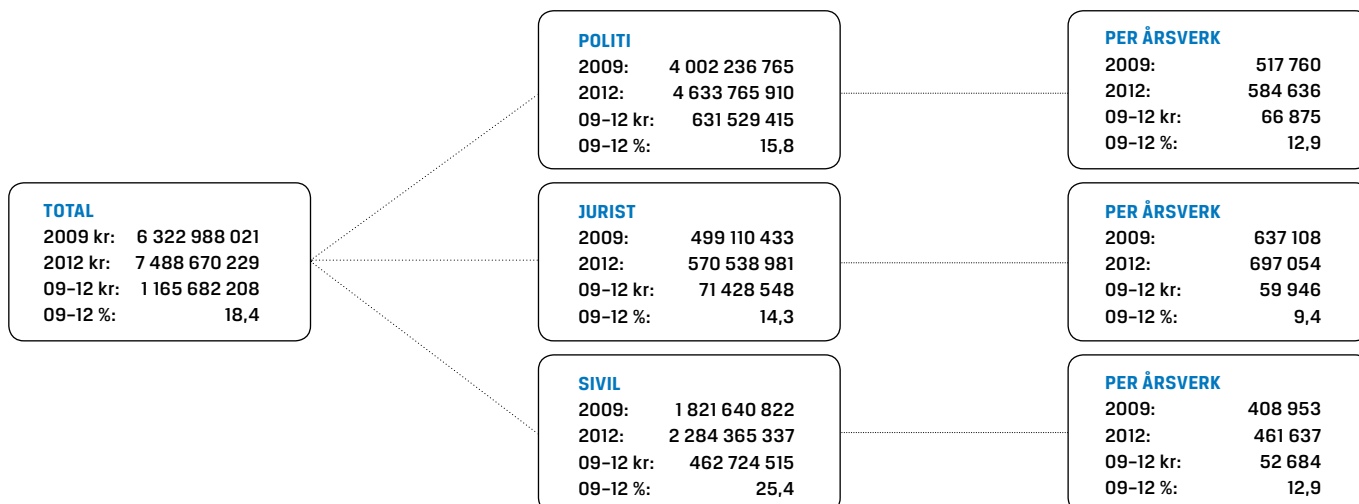 TOTAL
2009 kr: 6 322 988 021
2012 kr: 7 488 670 229
09–12 kr: 1 165 682 208
09–12 %: 18,4
POLITI
2009: 4 002 236 765
2012: 4 633 765 910
09–12 kr: 631 529 415
09–12 %: 15,8
PER ÅRSVERK
2009: 517 760
2012: 584 636
09–12 kr: 66 875
09–12 %: 12,9
JURIST
2009: 499 110 433
2012: 570 538 981
09–12 kr: 71 428 548
09–12 %: 14,3
PER ÅRSVERK
2009: 637 108
2012: 697 054
09–12 kr: 59 946
09–12 %: 9,4
SIVIL
2009: 1 821 640 822
2012: 2 284 365 337
09–12 kr: 462 724 515
09–12 %: 25,4
PER ÅRSVERK
2009: 408 953
2012: 461 637
09–12 kr: 52 684
09–12 %: 12,9